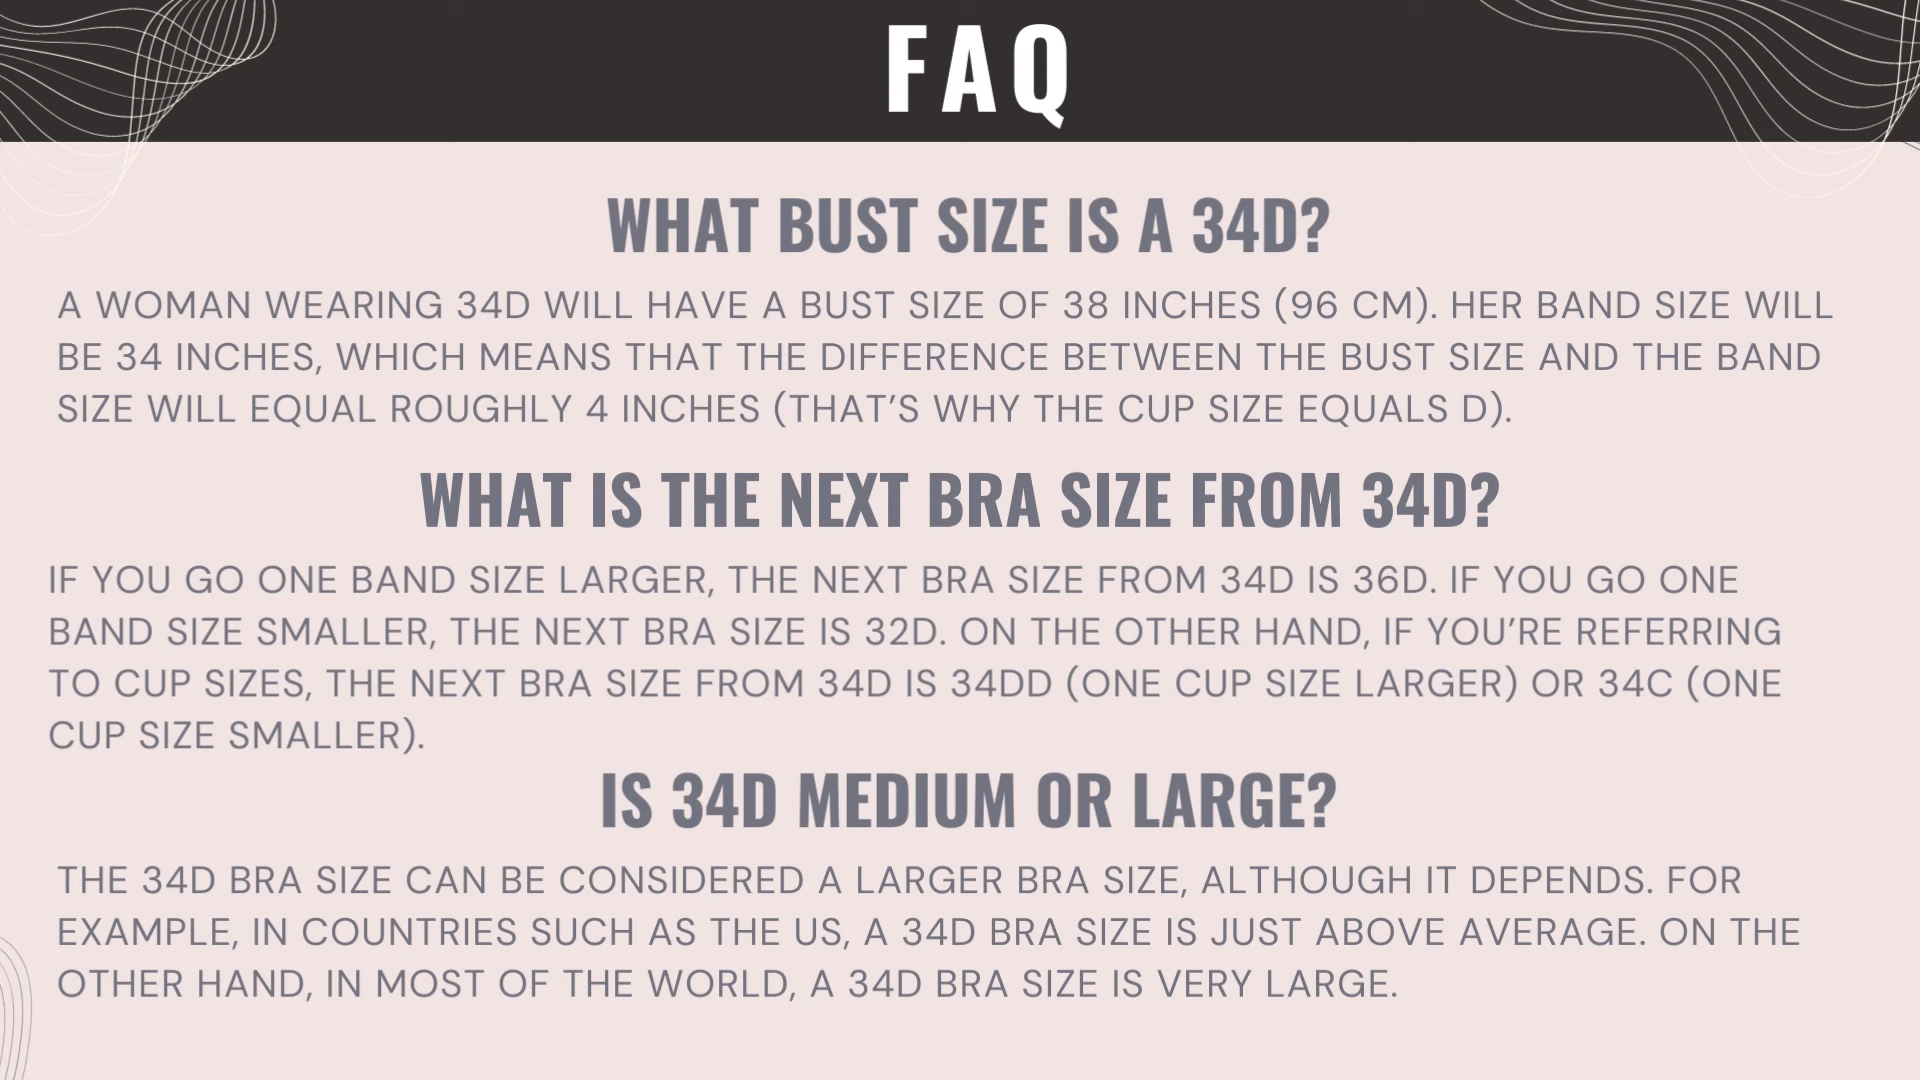 FAQ
WHAT BUST SIZE IS A 34D?
A WOMAN WEARING 34D WILL HAVE A BUST SIZE OF 38 INCHES (96 CM). HER BAND SIZE WILL
BE 34 INCHES, WHICH MEANS THAT THE DIFFERENCE BETWEEN THE BUST SIZE AND THE BAND
SIZE WILL EQUAL ROUGHLY 4 INCHES (THAT’S WHY THE CUP SIZE EQUALS D).
WHAT IS THE NEXT BRA SIZE FROM 34D?
IF YOU GO ONE BAND SIZE LARGER, THE NEXT BRA SIZE FROM 34D IS 36D. IF YOU GO ONE
BAND SIZE SMALLER, THE NEXT BRA SIZE IS 32D. ON THE OTHER HAND, IF YOU’RE REFERRING
TO CUP SIZES, THE NEXT BRA SIZE FROM 34D IS 34DD (ONE CUP SIZE LARGER) OR 34C (ONE
CUP SIZE SMALLER).
IS 34D MEDIUM OR LARGE?
THE 34D BRA SIZE CAN BE CONSIDERED A LARGER BRA SIZE, ALTHOUGH IT DEPENDS. FOR
EXAMPLE, IN COUNTRIES SUCH AS THE US, A 34D BRA SIZE IS JUST ABOVE AVERAGE. ON THE
OTHER HAND, IN MOST OF THE WORLD, A 34D BRA SIZE IS VERY LARGE.